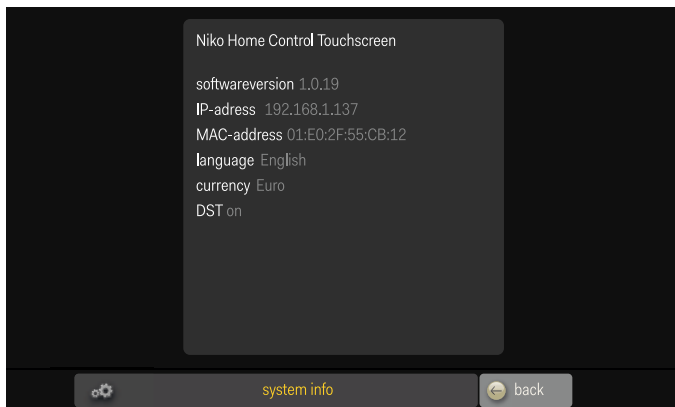 Niko Home Control Touchscreen
softwareversion 1.0.19
IP-adress 192.168.1.137
MAC-address 01:E0:2F:55:CB:12
language English
currency Euro
DST on
system info
back